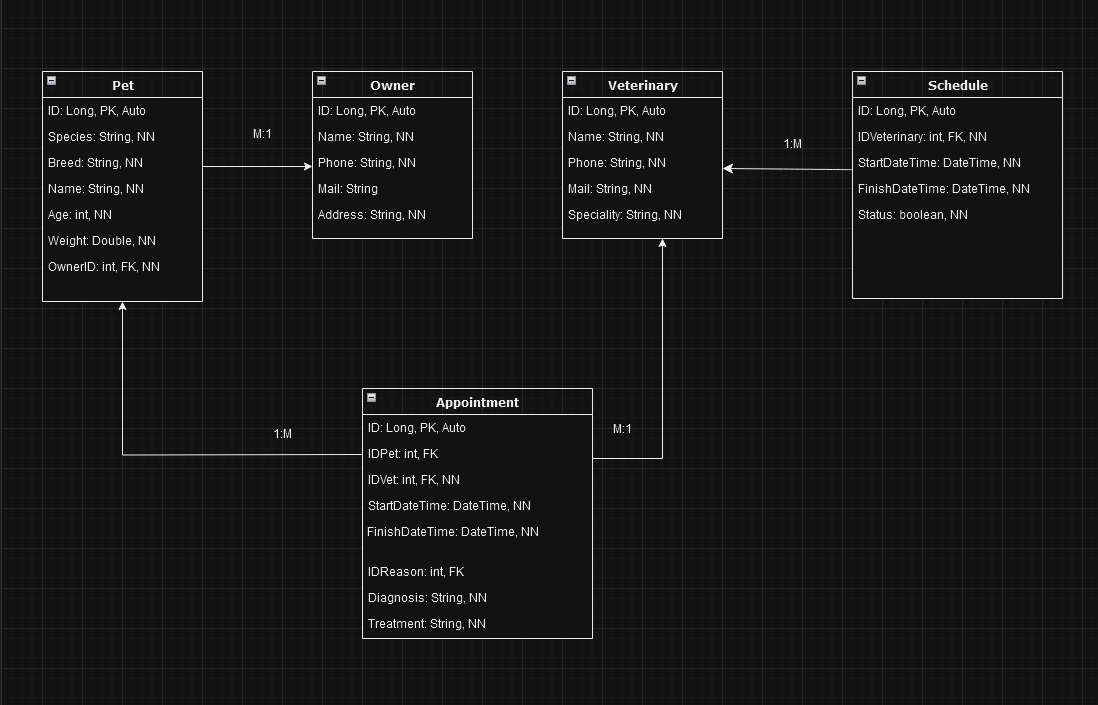 Pet
ID: Long, PK, Auto
Species: String, NN
Breed: String, NN
Name: String, NN
Age: int, NN
Weight: Double, NN
OwnerID: int, FK, NN
M:1
Owner
ID: Long, PK, Auto
Name: String, NN
Phone: String, NN
Mail: String
Address: String, NN
Veterinary
ID: Long, PK, Auto
Name: String, NN
Phone: String, NN
Mail: String, NN
Speciality: String, NN
1:M
Schedule
ID: Long, PK, Auto
IDVeterinary: int, FK, NN
StartDateTime: DateTime, NN
FinishDateTime: DateTime, NN
Status: boolean, NN
1:M
Appointment
ID: Long, PK, Auto
IDPet: int, FK
IDVet: int, FK, NN
StartDateTime: DateTime, NN
FinishDateTime: DateTime, NN
IDReason: int, FK
Diagnosis: String, NN
Treatment: String, NN
M:1